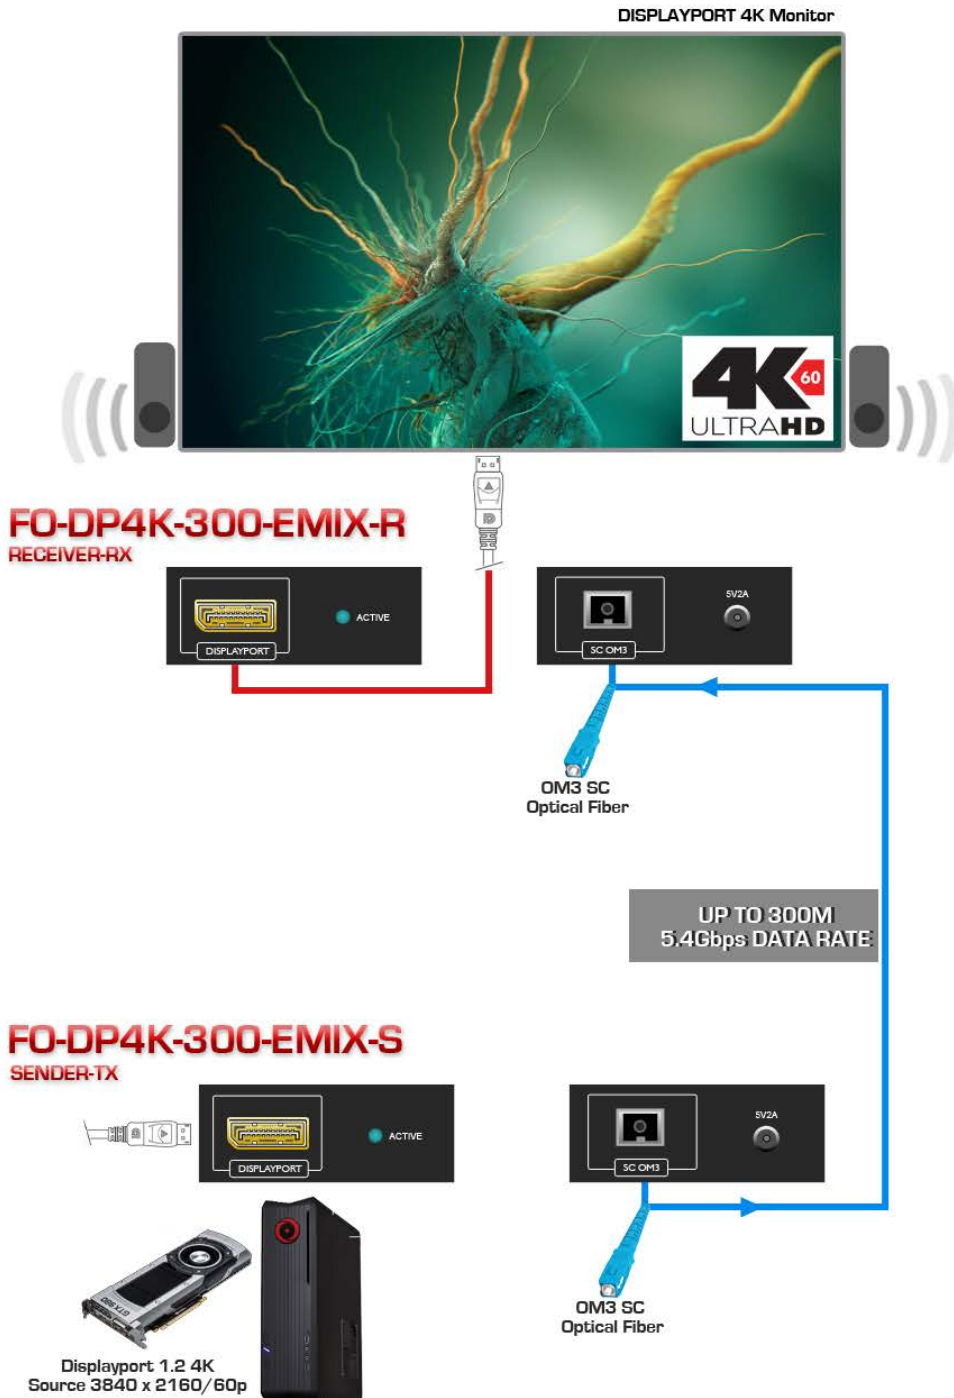 DISPLAYPORT 4K Monitor
4K 60
ULTRAHD
FO-DP4K-300-EMIX-R
RECEIVER-RX
DISPLAYPORT
ACTIVE
SC OM3
5V2A
OM3 SC
Optical Fiber
UP TO 300M
5.4Gbps DATA RATE
FO-DP4K-300-EMIX-S
SENDER-TX
DISPLAYPORT
ACTIVE
SC OM3
5V2A
GTX 980
OM3 SC
Optical Fiber
Displayport 1.2 4K
Source 3840 x 2160/60p